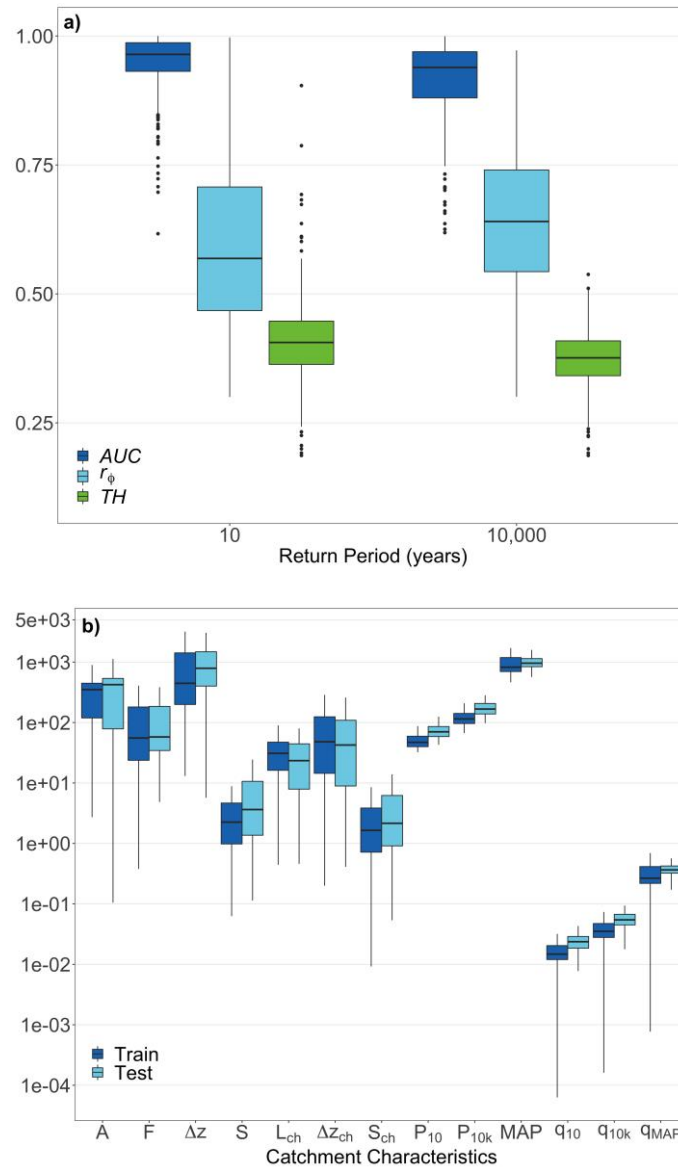 a)
1.00
0.75
0.50
0.25
AUC
rϕ
TH
10 10,000
Return Period (years)
b)
5e+03
1e+03
1e+02
1e+01
1e+00
1e-01
1e-02
1e-03
1e-04
Train
Test
A F Δz S Lch Δzch Sch P10 P10k MAP q10 q10k qMAP
Catchment Characteristics